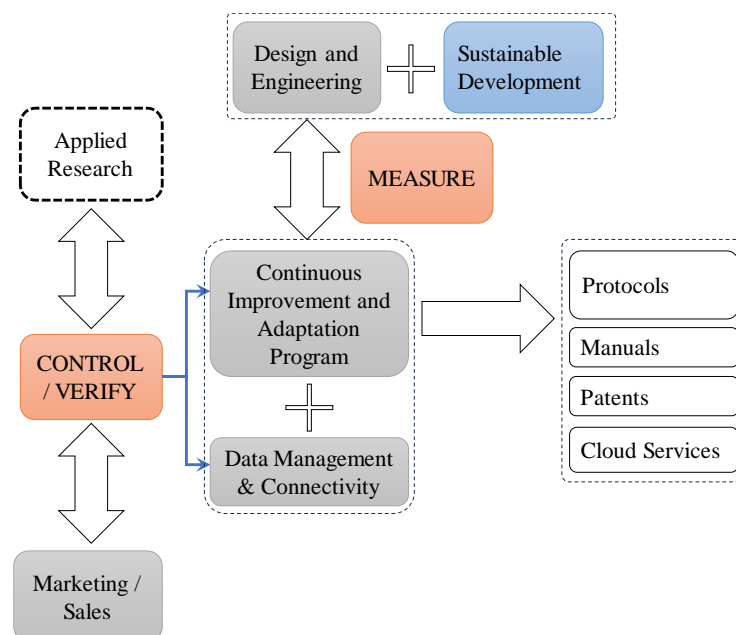 Design and
Engineering
Sustainable
Development
Applied
Research
MEASURE
Continuous
Improvement and
Adaptation
Program
Protocols
Manuals
Patents
Cloud Services
CONTROL
/ VERIFY
Data Management
& Connectivity
Marketing /
Sales